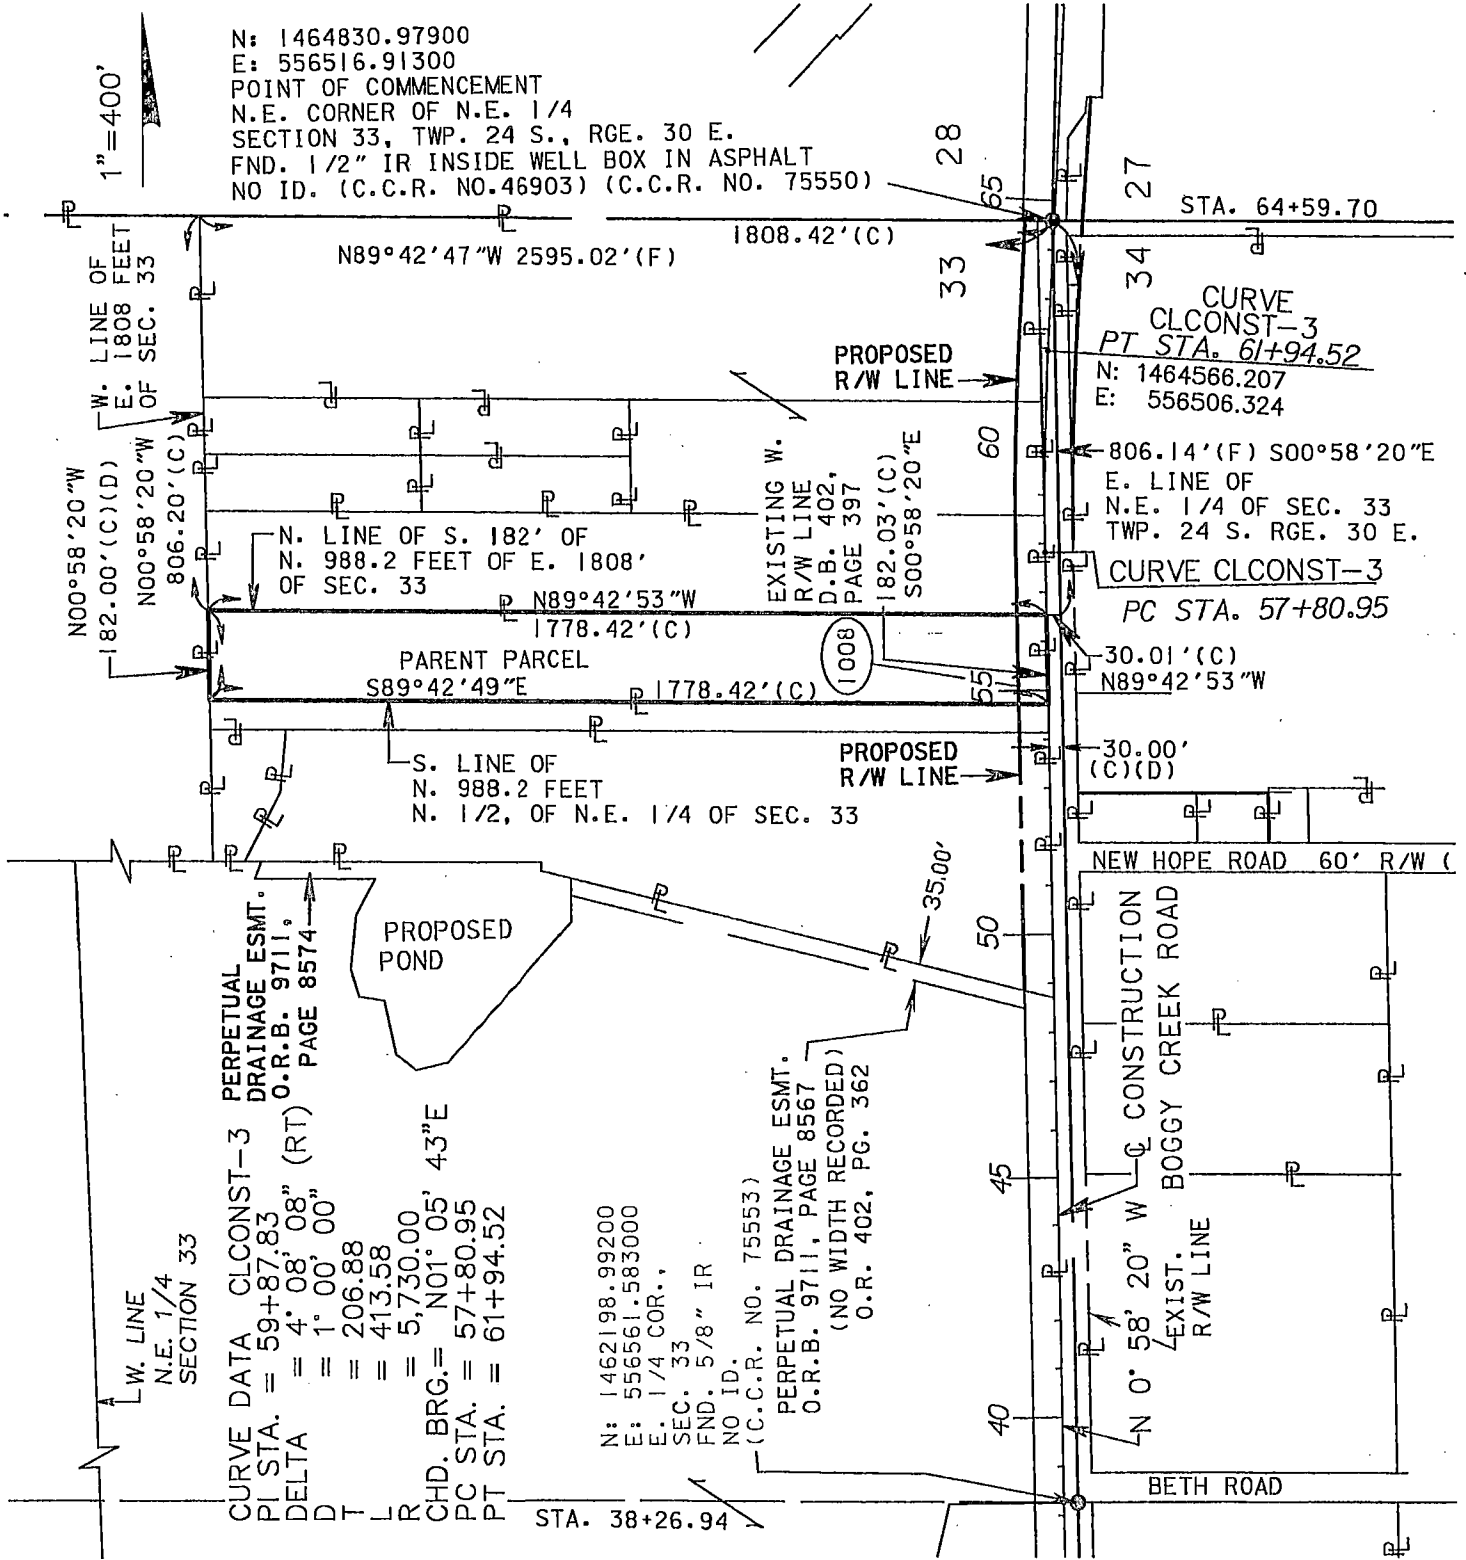 1"=400'
N: 1464830.97900
E: 556516.91300
POINT OF COMMENCEMENT
N.E. CORNER OF N.E. 1/4
SECTION 33, TWP. 24 S., RGE. 30 E.
FND. 1/2" IR INSIDE WELL BOX IN ASPHALT
NO ID. (C.C.R. NO.46903) (C.C.R. NO. 75550)
28
27
65
STA. 64+59.70
1808.42'(C)
N89°42'47"W 2595.02'(F)
33
34
W. LINE OF
E. 1808 FEET
OF SEC. 33
CURVE
CLCONST-3
PT STA. 61+94.52
N: 1464566.207
E: 556506.324
PROPOSED
R/W LINE
60
N00°58'20"W
182.00'(C)(D)
N00°58'20"W
806.20'(C)
806.14'(F) S00°58'20"E
E. LINE OF
N.E. 1/4 OF SEC. 33
TWP. 24 S. RGE. 30 E.
EXISTING W.
R/W LINE
D.B. 402,
PAGE 397
182.03'(C)
S00°58'20"E
N. LINE OF S. 182' OF
N. 988.2 FEET OF E. 1808'
OF SEC. 33
CURVE CLCONST-3
PC STA. 57+80.95
N89°42'53"W
1778.42'(C)
PARENT PARCEL
S89°42'49"E
1778.42'(C)
1008
55
30.01'(C)
N89°42'53"W
S. LINE OF
N. 988.2 FEET
N. 1/2, OF N.E. 1/4 OF SEC. 33
PROPOSED
R/W LINE
30.00'
(C)(D)
NEW HOPE ROAD 60' R/W (
PERPETUAL
DRAINAGE ESMT.
O.R.B. 9711,
PAGE 8574
PROPOSED
POND
35.00'
50
℄ CONSTRUCTION
BOGGY CREEK ROAD
PERPETUAL DRAINAGE ESMT.
O.R.B. 9711, PAGE 8567
(NO WIDTH RECORDED)
O.R. 402, PG. 362
45
W. LINE
N.E. 1/4
SECTION 33
CURVE DATA CLCONST-3
PI STA. = 59+87.83
DELTA = 4° 08' 08" (RT)
D = 1° 00' 00"
T = 206.88
L = 413.58
R = 5,730.00
CHD. BRG.= N01° 05' 43"E
PC STA. = 57+80.95
PT STA. = 61+94.52
N: 1462198.99200
E: 556561.583000
E. 1/4 COR.,
SEC. 33
FND. 5/8" IR
NO ID.
(C.C.R. NO. 75553)
N 0° 58' 20" W
EXIST.
R/W LINE
40
BETH ROAD
STA. 38+26.94